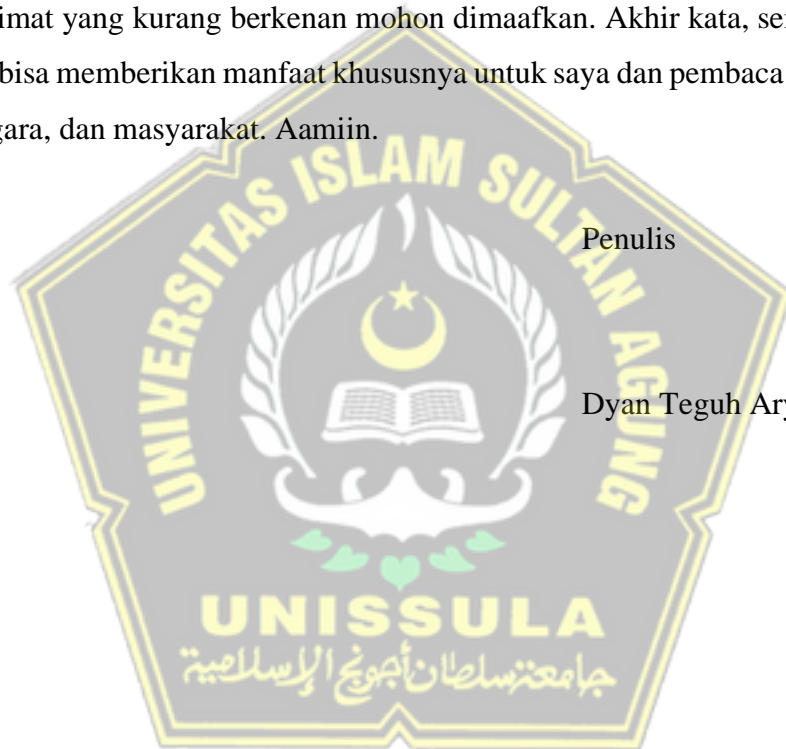 imat yang kurang berkenan mohon dimaafkan. Akhir kata, se
bisa memberikan manfaat khususnya untuk saya dan pembaca
gara, dan masyarakat. Aamiin.
UNIVERSITAS ISLAM SULTAN AGUNG
Penulis
Dyan Teguh Ary
UNISSULA
جامعة سلطان أجونج الإسلامية